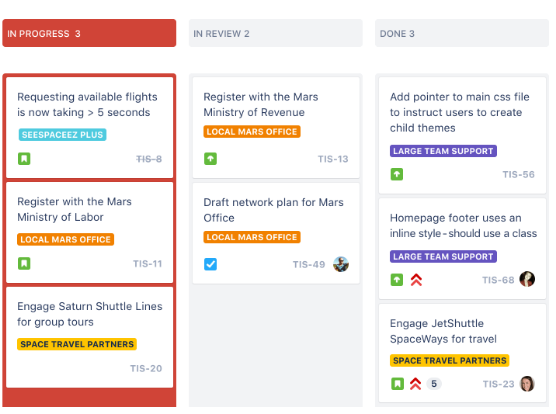 IN PROGRESS 3
Requesting available flights
is now taking > 5 seconds
SEESPACEEZ PLUS
TIS-8
Register with the Mars
Ministry of Labor
LOCAL MARS OFFICE
TIS-11
Engage Saturn Shuttle Lines
for group tours
SPACE TRAVEL PARTNERS
TIS-20
IN REVIEW 2
Register with the Mars
Ministry of Revenue
LOCAL MARS OFFICE
TIS-13
Draft network plan for Mars
Office
LOCAL MARS OFFICE
TIS-49
DONE 3
Add pointer to main css file
to instruct users to create
child themes
LARGE TEAM SUPPORT
TIS-56
Homepage footer uses an
inline style-should use a class
LARGE TEAM SUPPORT
TIS-68
Engage JetShuttle
SpaceWays for travel
SPACE TRAVEL PARTNERS
5 TIS-23